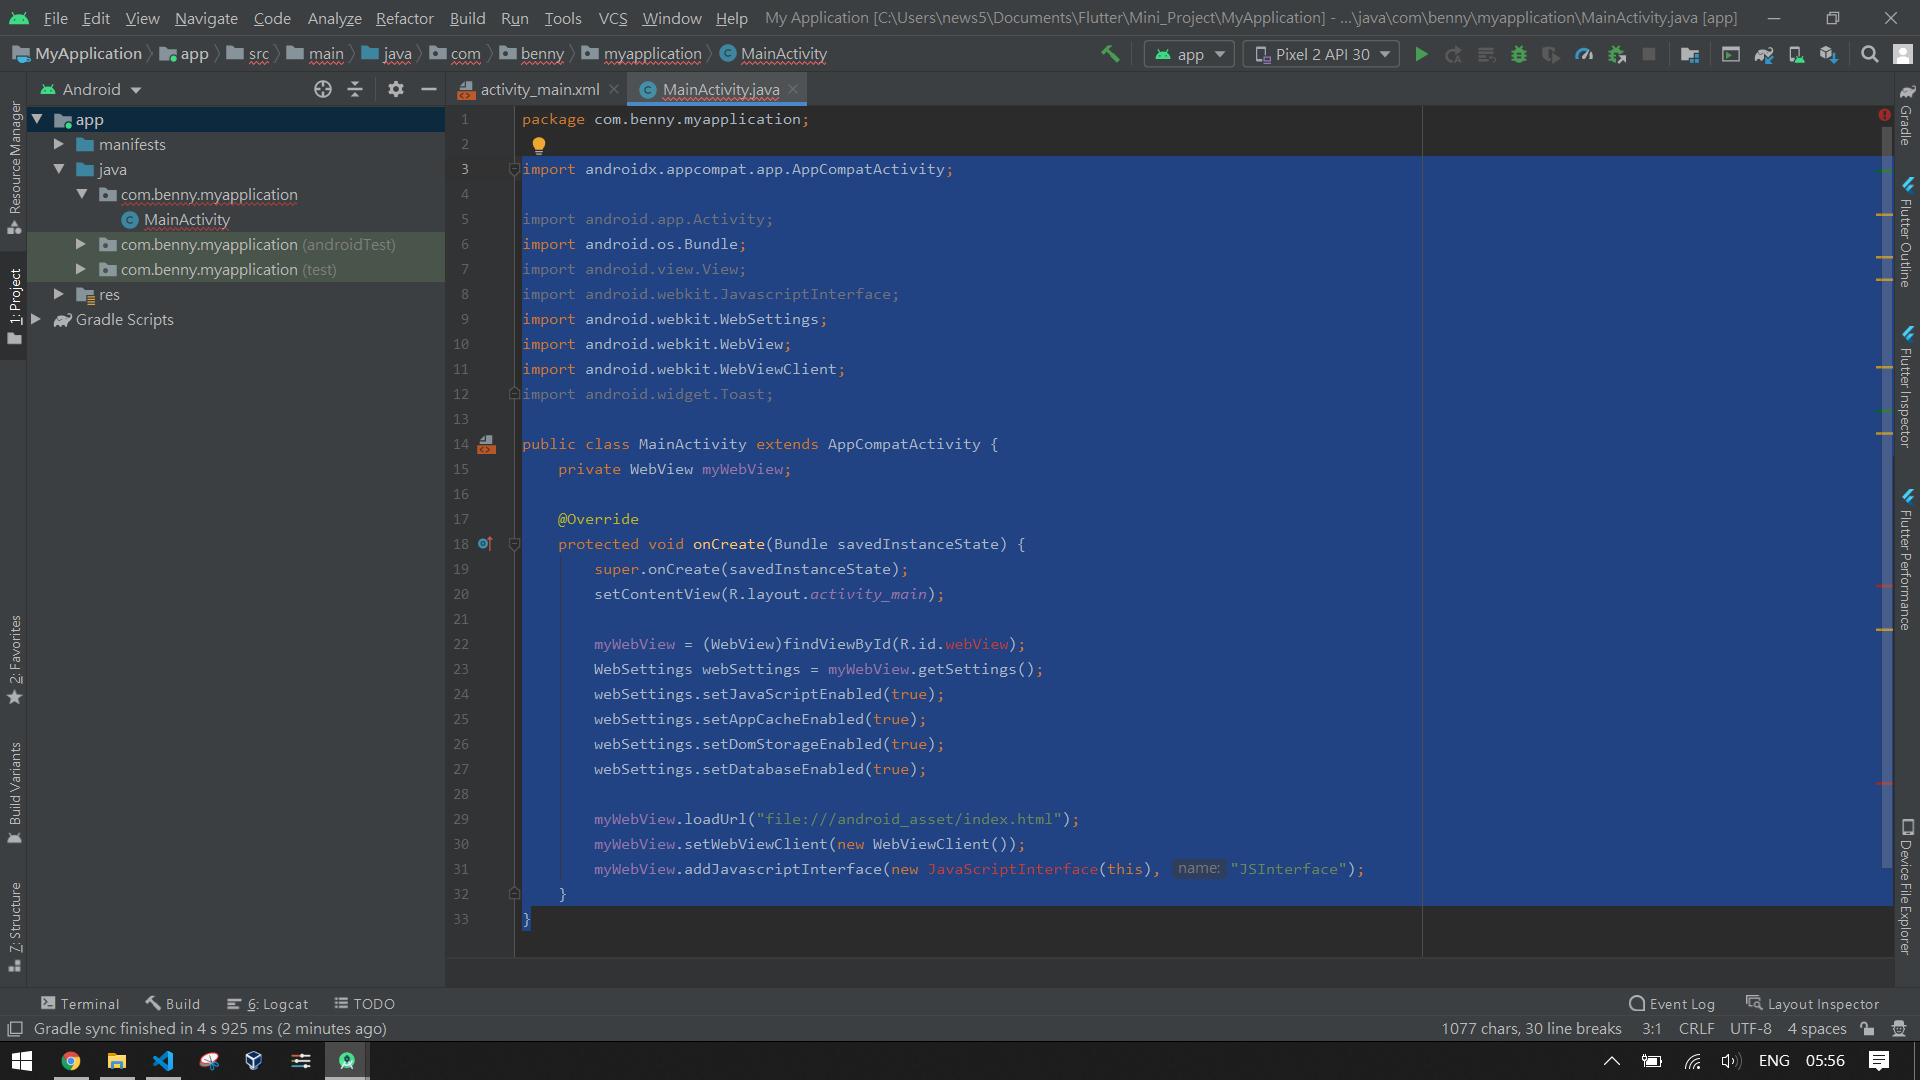 File Edit View Navigate Code Analyze Refactor Build Run Tools VCS Window Help My Application [C:\Users\news5\Documents\Flutter\Mini_Project\MyApplication] - ...\java\com\benny\myapplication\MainActivity.java [app]
MyApplication app src main java com benny myapplication MainActivity app Pixel 2 API 30
Android
activity_main.xml MainActivity.java
app
manifests
java
com.benny.myapplication
MainActivity
com.benny.myapplication (androidTest)
com.benny.myapplication (test)
res
Gradle Scripts
Resource Manager
1: Project
2: Favorites
Build Variants
Z: Structure
1 package com.benny.myapplication;
2
3 import androidx.appcompat.app.AppCompatActivity;
4
5 import android.app.Activity;
6 import android.os.Bundle;
7 import android.view.View;
8 import android.webkit.JavascriptInterface;
9 import android.webkit.WebSettings;
10 import android.webkit.WebView;
11 import android.webkit.WebViewClient;
12 import android.widget.Toast;
13
14 public class MainActivity extends AppCompatActivity {
15 private WebView myWebView;
16
17 @Override
18 protected void onCreate(Bundle savedInstanceState) {
19 super.onCreate(savedInstanceState);
20 setContentView(R.layout.activity_main);
21
22 myWebView = (WebView)findViewById(R.id.webView);
23 WebSettings webSettings = myWebView.getSettings();
24 webSettings.setJavaScriptEnabled(true);
25 webSettings.setAppCacheEnabled(true);
26 webSettings.setDomStorageEnabled(true);
27 webSettings.setDatabaseEnabled(true);
28
29 myWebView.loadUrl("file:///android_asset/index.html");
30 myWebView.setWebViewClient(new WebViewClient());
31 myWebView.addJavascriptInterface(new JavaScriptInterface(this), name: "JSInterface");
32 }
33 }
Gradle
Flutter Outline
Flutter Inspector
Flutter Performance
Device File Explorer
Terminal Build 6: Logcat TODO Event Log Layout Inspector
Gradle sync finished in 4 s 925 ms (2 minutes ago) 1077 chars, 30 line breaks 3:1 CRLF UTF-8 4 spaces
ENG 05:56